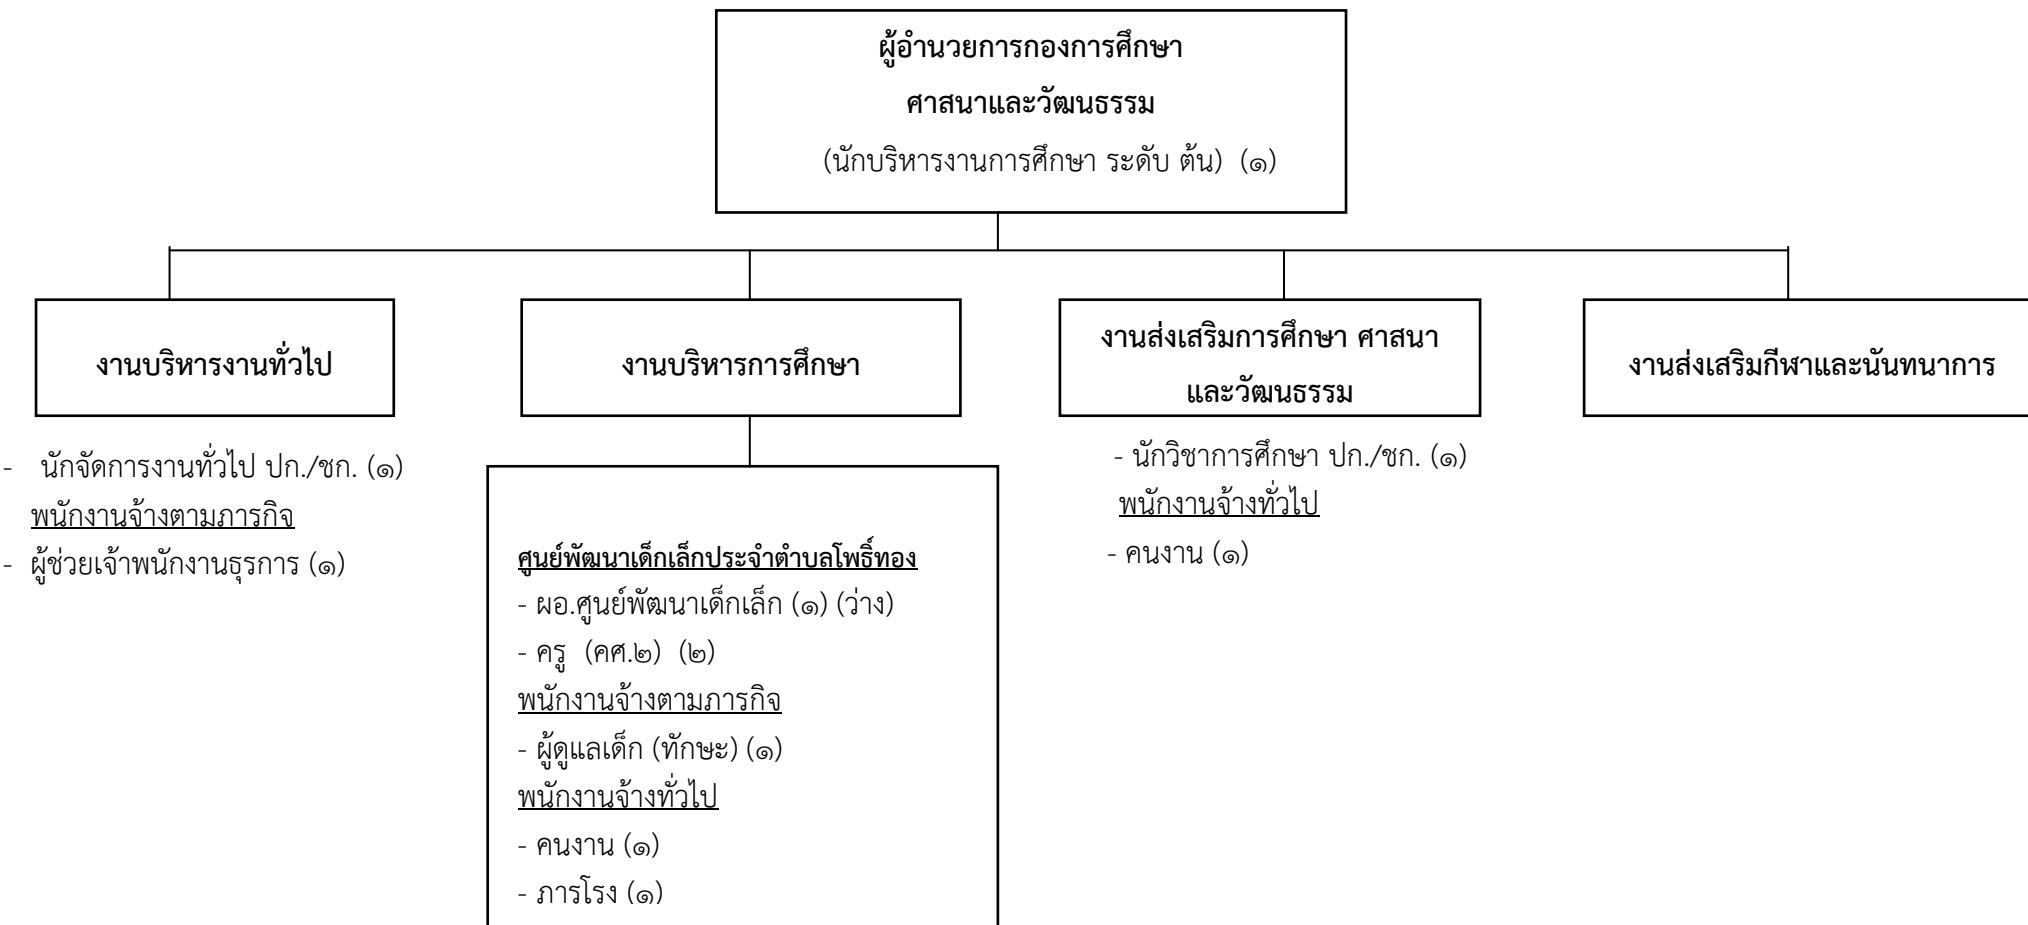 ผู้อำนวยการกองการศึกษา
ศาสนาและวัฒนธรรม
(นักบริหารงานการศึกษา ระดับ ต้น) (๑)
งานบริหารงานทั่วไป
- นักจัดการงานทั่วไป ปก./ชก. (๑)
พนักงานจ้างตามภารกิจ
- ผู้ช่วยเจ้าพนักงานธุรการ (๑)
งานบริหารการศึกษา
ศูนย์พัฒนาเด็กเล็กประจำตำบลโพธิ์ทอง
- ผอ.ศูนย์พัฒนาเด็กเล็ก (๑) (ว่าง)
- ครู (คศ.๒) (๒)
พนักงานจ้างตามภารกิจ
- ผู้ดูแลเด็ก (ทักษะ) (๑)
พนักงานจ้างทั่วไป
- คนงาน (๑)
- ภารโรง (๑)
งานส่งเสริมการศึกษา ศาสนา
และวัฒนธรรม
- นักวิชาการศึกษา ปก./ชก. (๑)
พนักงานจ้างทั่วไป
- คนงาน (๑)
งานส่งเสริมกีฬาและนันทนาการ